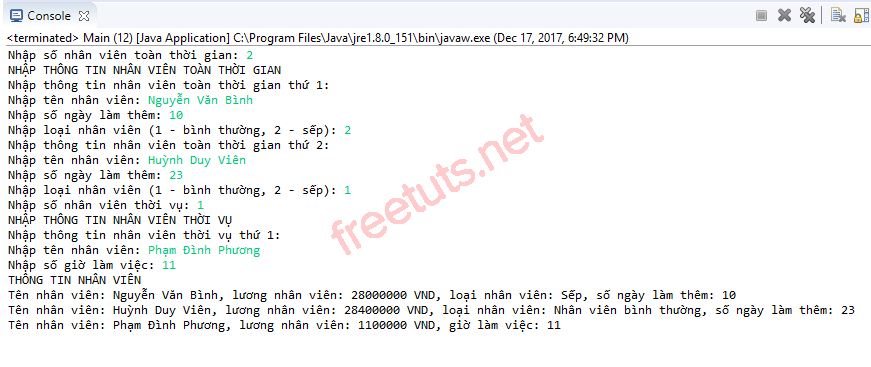 Console
<terminated> Main (12) [Java Application] C:\Program Files\Java\jre1.8.0_151\bin\javaw.exe (Dec 17, 2017, 6:49:32 PM)
Nhập số nhân viên toàn thời gian: 2
NHẬP THÔNG TIN NHÂN VIÊN TOÀN THỜI GIAN
Nhập thông tin nhân viên toàn thời gian thứ 1:
Nhập tên nhân viên: Nguyễn Văn Bình
Nhập số ngày làm thêm: 10
Nhập loại nhân viên (1 - bình thường, 2 - sếp): 2
Nhập thông tin nhân viên toàn thời gian thứ 2:
Nhập tên nhân viên: Huỳnh Duy Viên
Nhập số ngày làm thêm: 23
Nhập loại nhân viên (1 - bình thường, 2 - sếp): 1
Nhập số nhân viên thời vụ: 1
NHẬP THÔNG TIN NHÂN VIÊN THỜI VỤ
Nhập thông tin nhân viên thời vụ thứ 1:
Nhập tên nhân viên: Phạm Đình Phương
Nhập số giờ làm việc: 11
THÔNG TIN NHÂN VIÊN
Tên nhân viên: Nguyễn Văn Bình, lương nhân viên: 28000000 VND, loại nhân viên: Sếp, số ngày làm thêm: 10
Tên nhân viên: Huỳnh Duy Viên, lương nhân viên: 28400000 VND, loại nhân viên: Nhân viên bình thường, số ngày làm thêm: 23
Tên nhân viên: Phạm Đình Phương, lương nhân viên: 1100000 VND, giờ làm việc: 11
freetuts.net